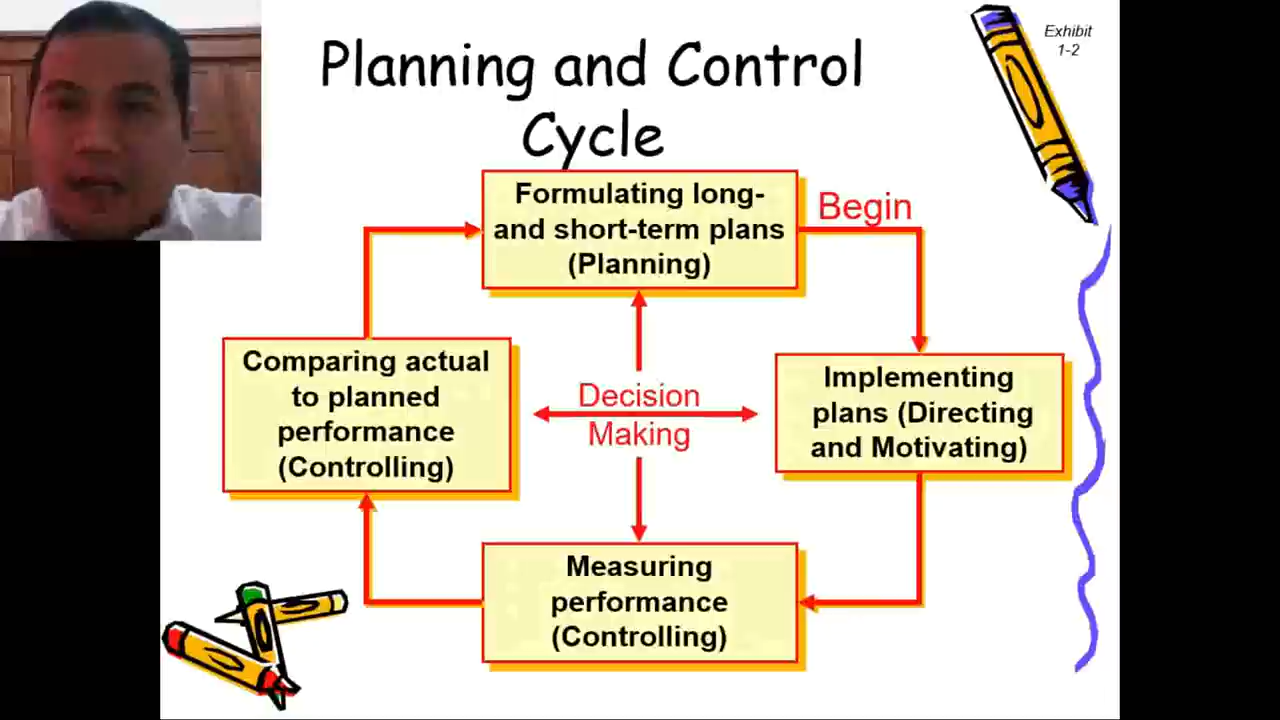 Planning and Control
Cycle
Exhibit
1-2
Formulating long-
and short-term plans
(Planning)
Begin
Comparing actual
to planned
performance
(Controlling)
Decision
Making
Implementing
plans (Directing
and Motivating)
Measuring
performance
(Controlling)